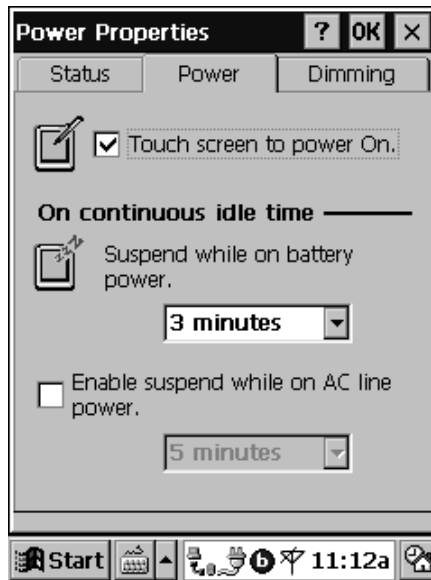 Power Properties ? OK ×
Status Power Dimming
Touch screen to power On.
On continuous idle time
Suspend while on battery
power.
3 minutes
Enable suspend while on AC line
power.
5 minutes
Start 11:12a